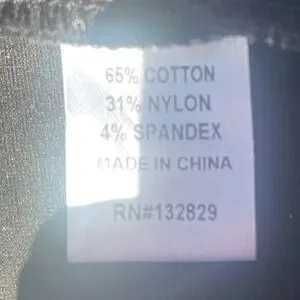 65% COTTON
31% NYLON
4% SPANDEX
MADE IN CHINA
RN#132829